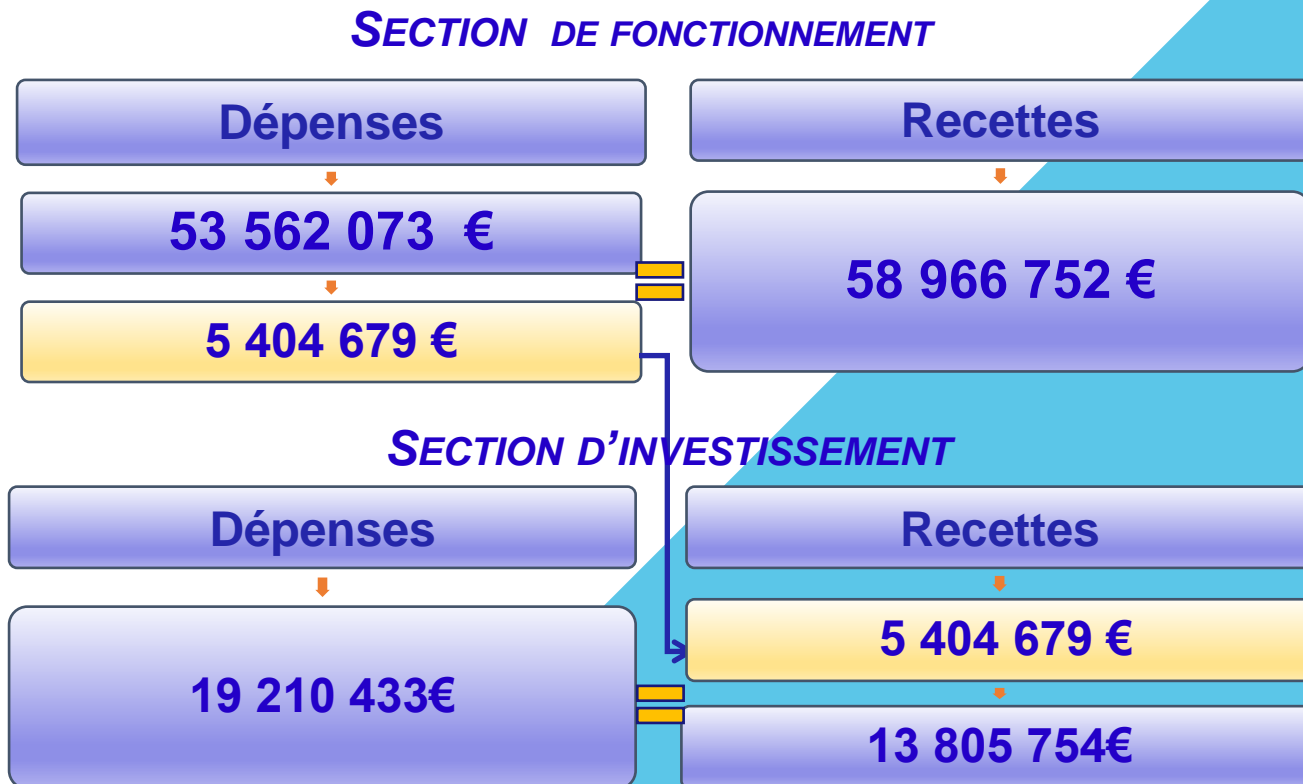 SECTION DE FONCTIONNEMENT
Dépenses
Recettes
53 562 073 €
58 966 752 €
5 404 679 €
SECTION D’INVESTISSEMENT
Dépenses
Recettes
5 404 679 €
19 210 433€
13 805 754€